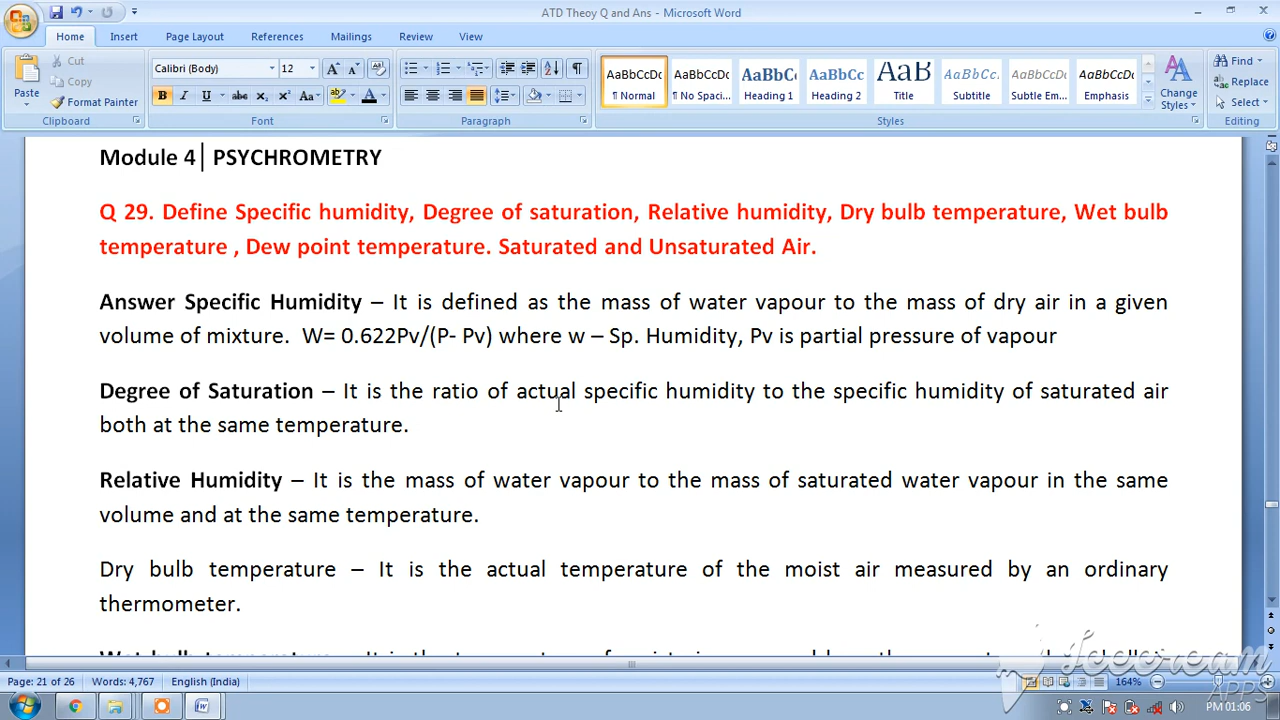 ATD Theoy Q and Ans - Microsoft Word
Home Insert Page Layout References Mailings Review View
Paste
Cut
Copy
Format Painter
Clipboard
Calibri (Body) 12
Font
Paragraph
AaBbCcDc AaBbCcDc AaBbCc AaBbCc AaB AaBbCc. AaBbCcDc AaBbCcDc
¶ Normal ¶ No Spaci... Heading 1 Heading 2 Title Subtitle Subtle Em... Emphasis
Change Styles
Styles
Find
Replace
Select
Editing
Module 4 PSYCHROMETRY
Q 29. Define Specific humidity, Degree of saturation, Relative humidity, Dry bulb temperature, Wet bulb
temperature , Dew point temperature. Saturated and Unsaturated Air.
Answer Specific Humidity – It is defined as the mass of water vapour to the mass of dry air in a given
volume of mixture. W= 0.622Pv/(P- Pv) where w – Sp. Humidity, Pv is partial pressure of vapour
Degree of Saturation – It is the ratio of actual specific humidity to the specific humidity of saturated air
both at the same temperature.
Relative Humidity – It is the mass of water vapour to the mass of saturated water vapour in the same
volume and at the same temperature.
Dry bulb temperature – It is the actual temperature of the moist air measured by an ordinary
thermometer.
Icecream
APPS
Page: 21 of 26 Words: 4,767 English (India) 164%
PM 01:06